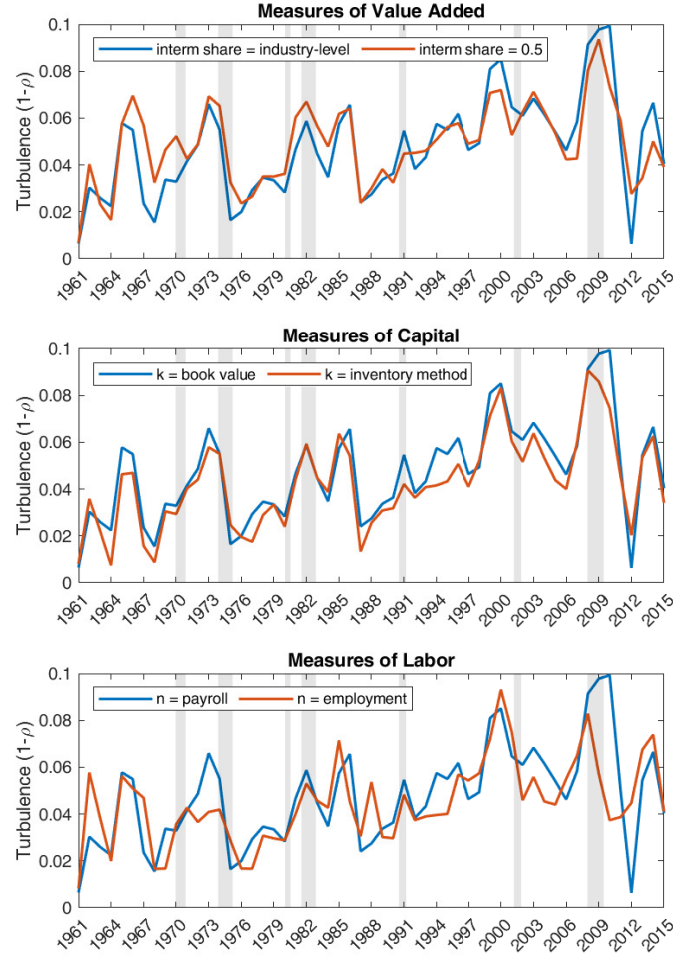 Measures of Value Added
interm share = industry-level interm share = 0.5
Turbulence (1-ρ)
0.1
0.08
0.06
0.04
0.02
0
1961 1964 1967 1970 1973 1976 1979 1982 1985 1988 1991 1994 1997 2000 2003 2006 2009 2012 2015
Measures of Capital
k = book value k = inventory method
Turbulence (1-ρ)
0.1
0.08
0.06
0.04
0.02
0
1961 1964 1967 1970 1973 1976 1979 1982 1985 1988 1991 1994 1997 2000 2003 2006 2009 2012 2015
Measures of Labor
n = payroll n = employment
Turbulence (1-ρ)
0.1
0.08
0.06
0.04
0.02
0
1961 1964 1967 1970 1973 1976 1979 1982 1985 1988 1991 1994 1997 2000 2003 2006 2009 2012 2015